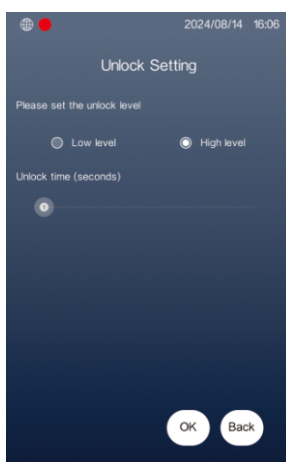 2024/08/14 16:06
Unlock Setting
Please set the unlock level
Low level High level
Unlock time (seconds)
OK Back